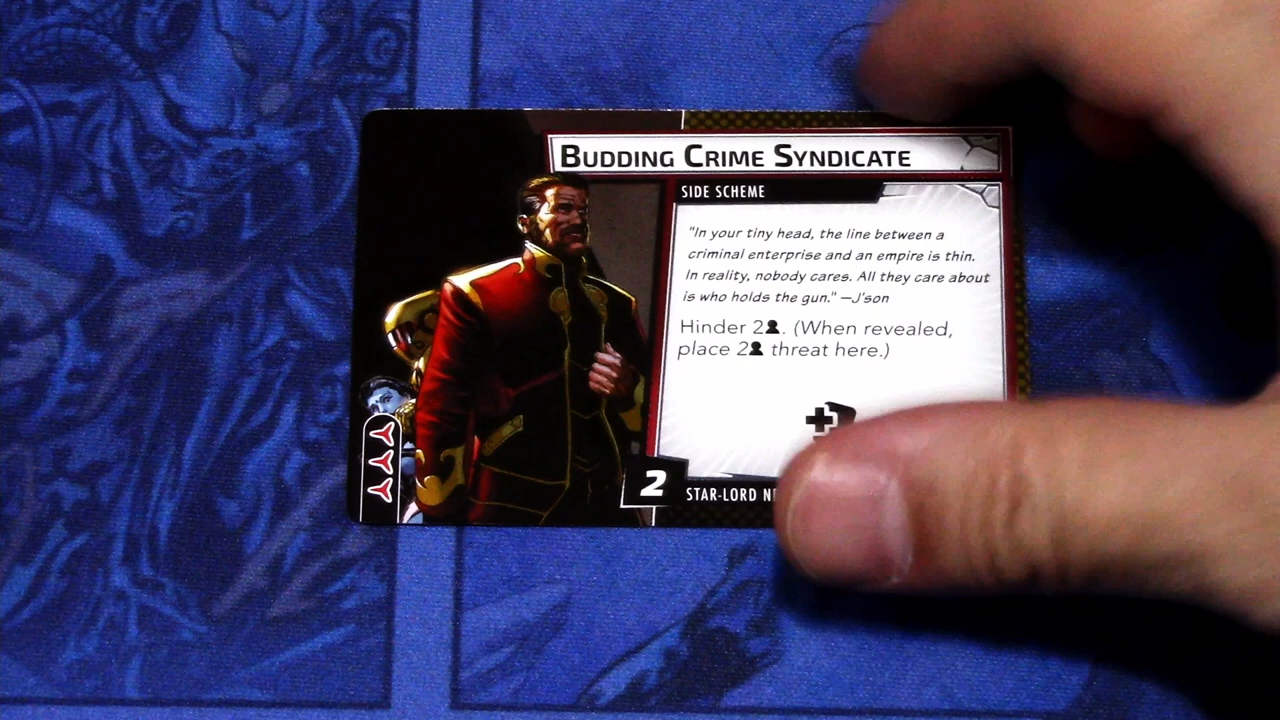 BUDDING CRIME SYNDICATE
SIDE SCHEME
"In your tiny head, the line between a
criminal enterprise and an empire is thin.
In reality, nobody cares. All they care about
is who holds the gun." —J'son
Hinder 2. (When revealed,
place 2 threat here.)
2
STAR-LORD